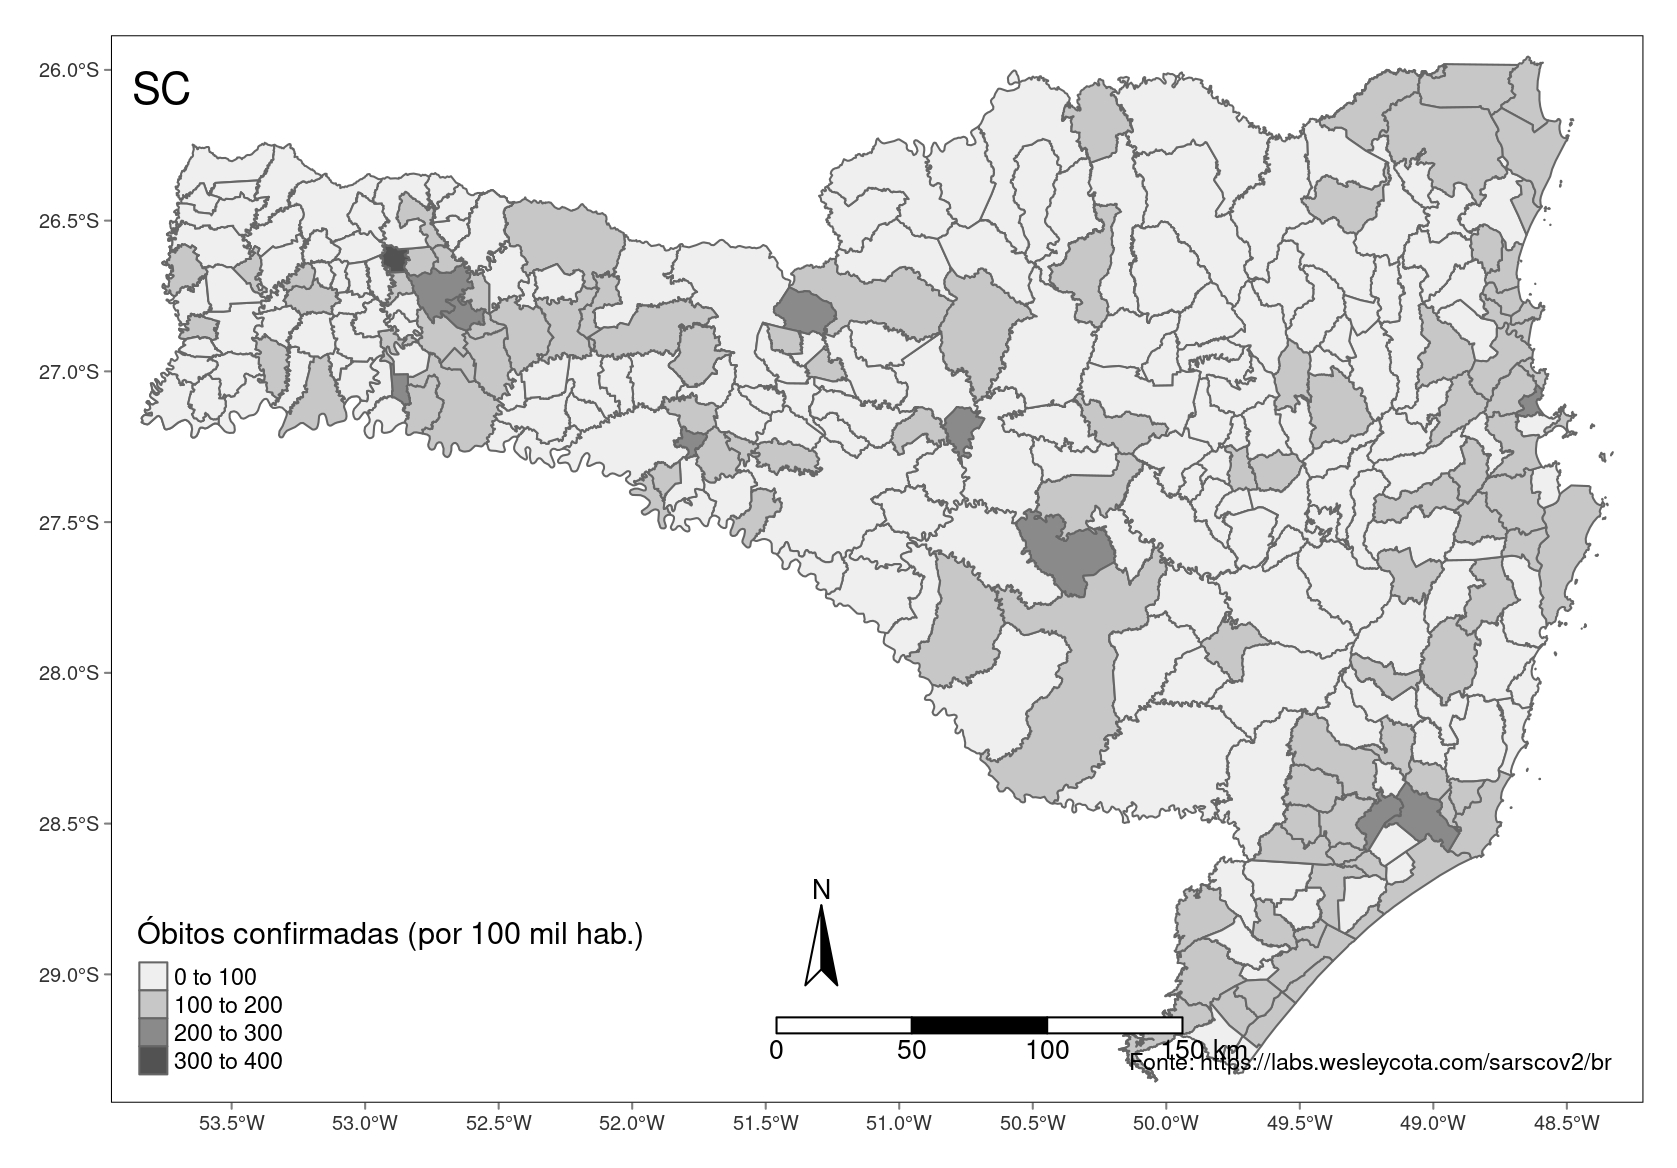 SC
26.0°S
26.5°S
27.0°S
27.5°S
28.0°S
28.5°S
29.0°S
N
Óbitos confirmadas (por 100 mil hab.)
0 to 100
100 to 200
200 to 300
300 to 400
0 50 100 150 km
Fonte: https://labs.wesleycota.com/sarscov2/br
53.5°W 53.0°W 52.5°W 52.0°W 51.5°W 51.0°W 50.5°W 50.0°W 49.5°W 49.0°W 48.5°W